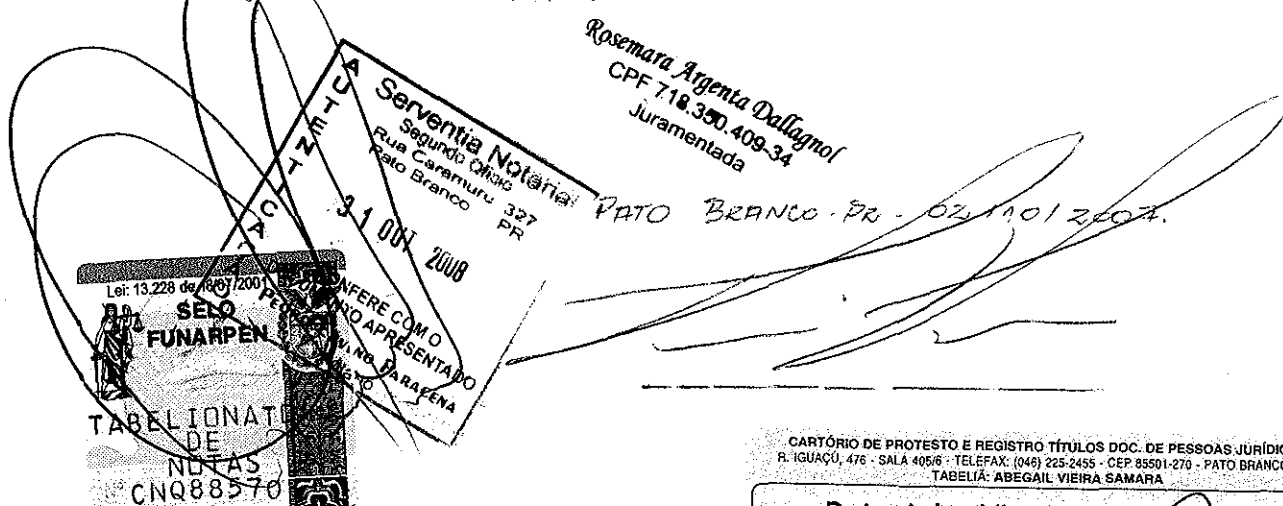 Rosemara Argenta Dallagnol
CPF 718.350.409-34
Juramentada
AUTENTICAÇÃO
Serventia Notarial
Segundo Ofício
Rua Caramuru 327
Pato Branco PR
31 OUT 2008
CONFERE COM O
APRESENTADO
PATO BRANCO - PR - 02/10/2007.
Lei: 13.228 de 18/07/2001
SELO
FUNARPEN
TABELIONATO
DE
NOTAS
CNQ88570
CARTÓRIO DE PROTESTO E REGISTRO TÍTULOS DOC. DE PESSOAS JURÍDIC
R. IGUAÇU, 476 - SALA 405/6 - TELEFAX: (046) 225-2455 - CEP. 85501-270 - PATO BRANCO
TABELIÃ: ABEGAIL VIEIRA SAMARA